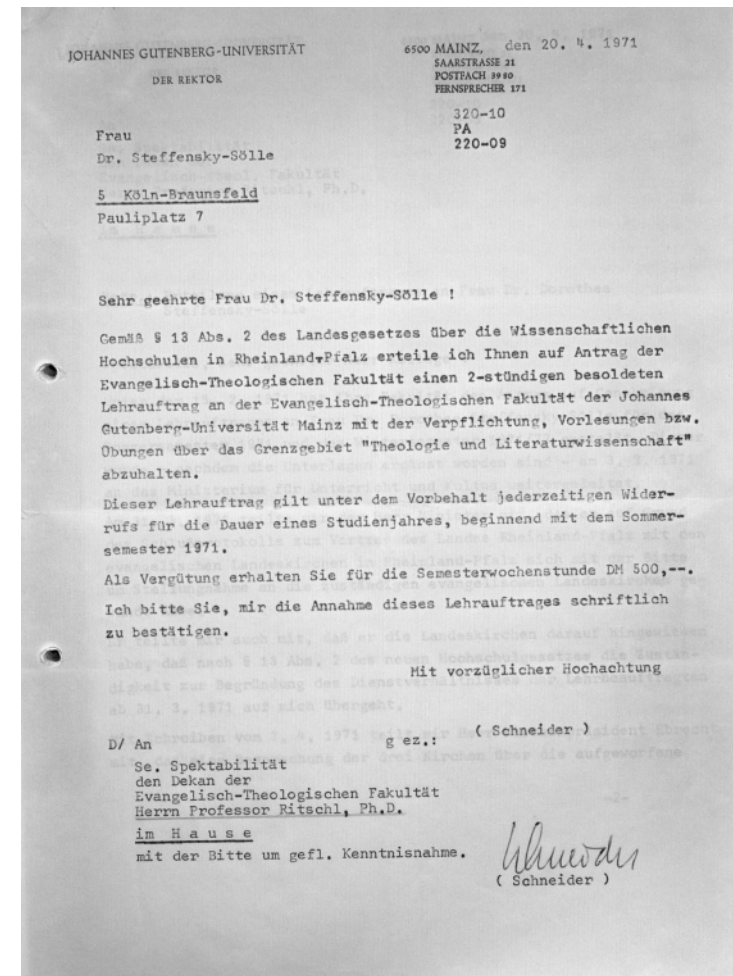 JOHANNES GUTENBERG-UNIVERSITÄT
DER REKTOR
6500 MAINZ, den 20. 4. 1971
SAARSTRASSE 21
POSTFACH 3980
FERNSPRECHER 171
320-10
PA
220-09
Frau
Dr. Steffensky-Sölle
5 Köln-Braunsfeld
Pauliplatz 7
Sehr geehrte Frau Dr. Steffensky-Sölle !
Gemäß § 13 Abs. 2 des Landesgesetzes über die Wissenschaftlichen
Hochschulen in Rheinland-Pfalz erteile ich Ihnen auf Antrag der
Evangelisch-Theologischen Fakultät einen 2-stündigen besoldeten
Lehrauftrag an der Evangelisch-Theologischen Fakultät der Johannes
Gutenberg-Universität Mainz mit der Verpflichtung, Vorlesungen bzw.
Übungen über das Grenzgebiet "Theologie und Literaturwissenschaft"
abzuhalten.
Dieser Lehrauftrag gilt unter dem Vorbehalt jederzeitigen Wider-
rufs für die Dauer eines Studienjahres, beginnend mit dem Sommer-
semester 1971.
Als Vergütung erhalten Sie für die Semesterwochenstunde DM 500,--.
Ich bitte Sie, mir die Annahme dieses Lehrauftrages schriftlich
zu bestätigen.
Mit vorzüglicher Hochachtung
g ez.: ( Schneider )
D/ An
Se. Spektabilität
den Dekan der
Evangelisch-Theologischen Fakultät
Herrn Professor Ritschl, Ph.D.
im H a u s e
mit der Bitte um gefl. Kenntnisnahme.
Schneider
( Schneider )